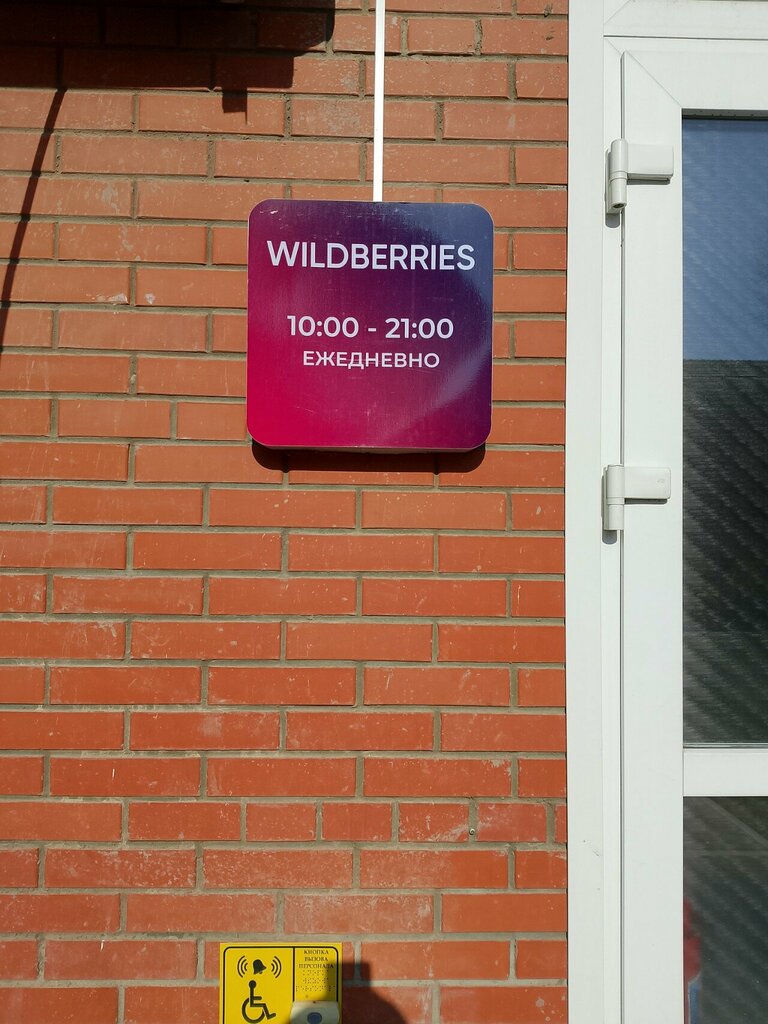 WILDBERRIES
10:00 - 21:00
ЕЖЕДНЕВНО
КНОПКА
ВЫЗОВА
ПЕРСОНАЛА